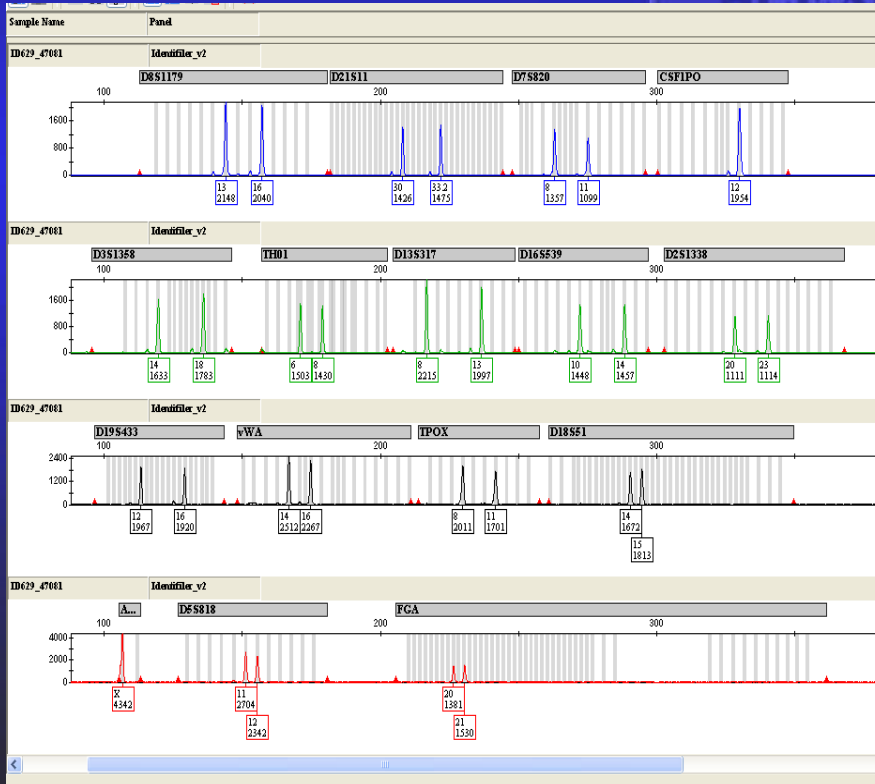 Sample Name Panel
ID629_47081 Identifiler_v2
D8S1179 D21S11 D7S820 CSF1PO
100 200 300
1600
800
0
13 16 30 33.2 8 11 12
2148 2040 1426 1475 1357 1099 1954
ID629_47081 Identifiler_v2
D3S1358 TH01 D13S317 D16S539 D2S1338
100 200 300
1600
800
0
14 18 6 8 8 13 10 14 20 23
1633 1783 1503 1430 2215 1997 1448 1457 1111 1114
ID629_47081 Identifiler_v2
D19S433 vWA TPOX D18S51
100 200 300
2400
1200
0
12 16 14 16 8 11 14
1967 1920 2512 2267 2011 1701 1672
15
1813
ID629_47081 Identifiler_v2
A... D5S818 FGA
100 200 300
4000
2000
0
X 11 20
4342 2704 1381
12 21
2342 1530